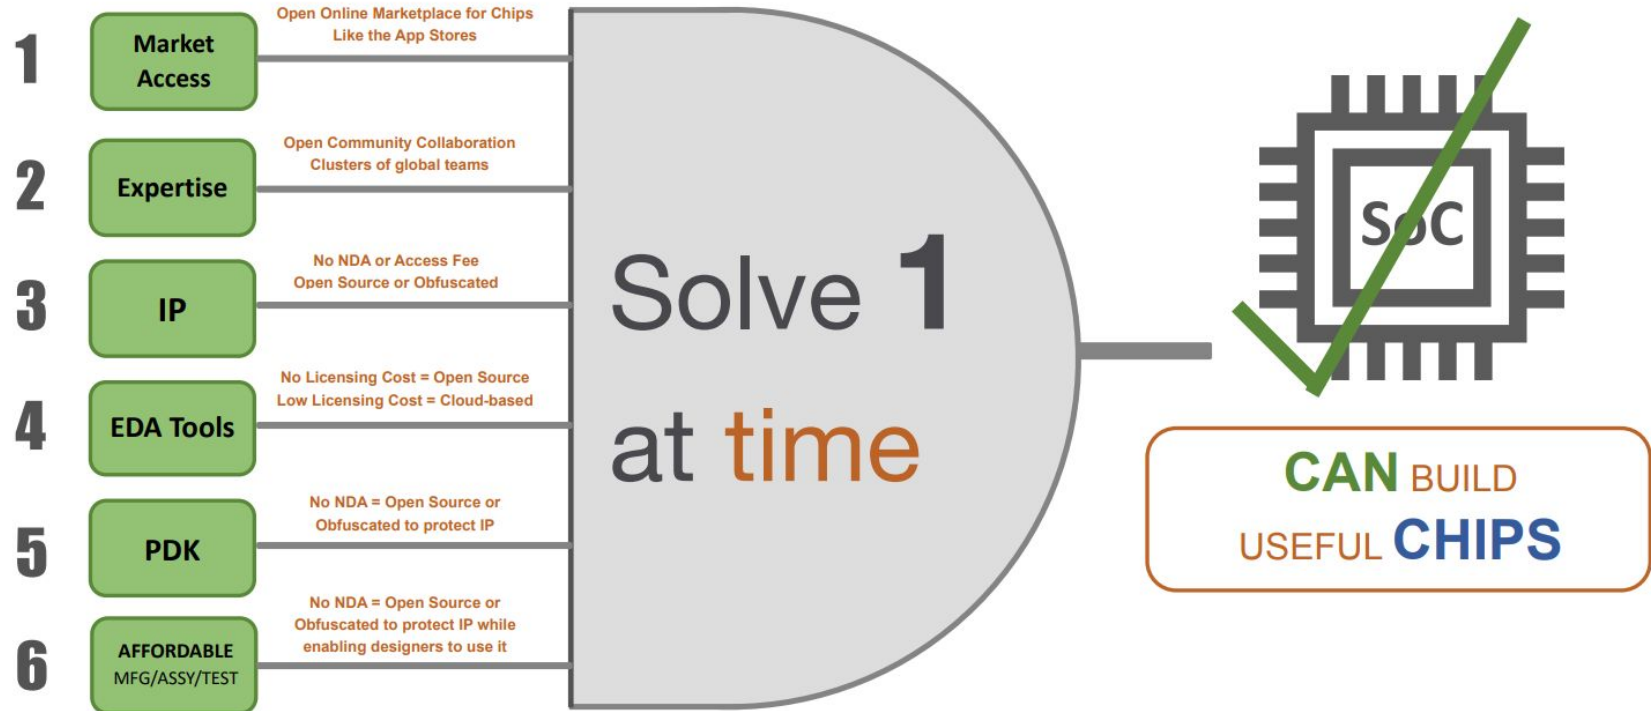 1
Market
Access
Open Online Marketplace for Chips
Like the App Stores
2
Expertise
Open Community Collaboration
Clusters of global teams
3
IP
No NDA or Access Fee
Open Source or Obfuscated
4
EDA Tools
No Licensing Cost = Open Source
Low Licensing Cost = Cloud-based
5
PDK
No NDA = Open Source or
Obfuscated to protect IP
6
AFFORDABLE
MFG/ASSY/TEST
No NDA = Open Source or
Obfuscated to protect IP while
enabling designers to use it
Solve 1
at time
SoC
CAN BUILD
USEFUL CHIPS